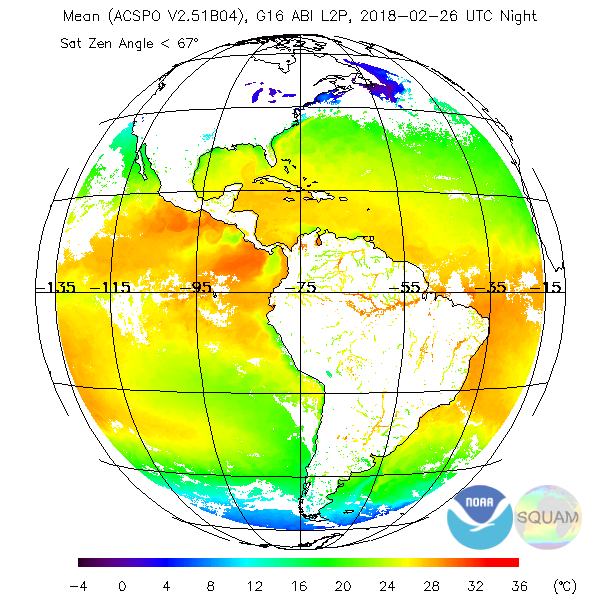 Mean (ACSPO V2.51B04), G16 ABI L2P, 2018-02-26 UTC Night
Sat Zen Angle < 67°
-135 -115 -95 -75 -55 -35 -15
NOAA
SQUAM
-4 0 4 8 12 16 20 24 28 32 36 (°C)